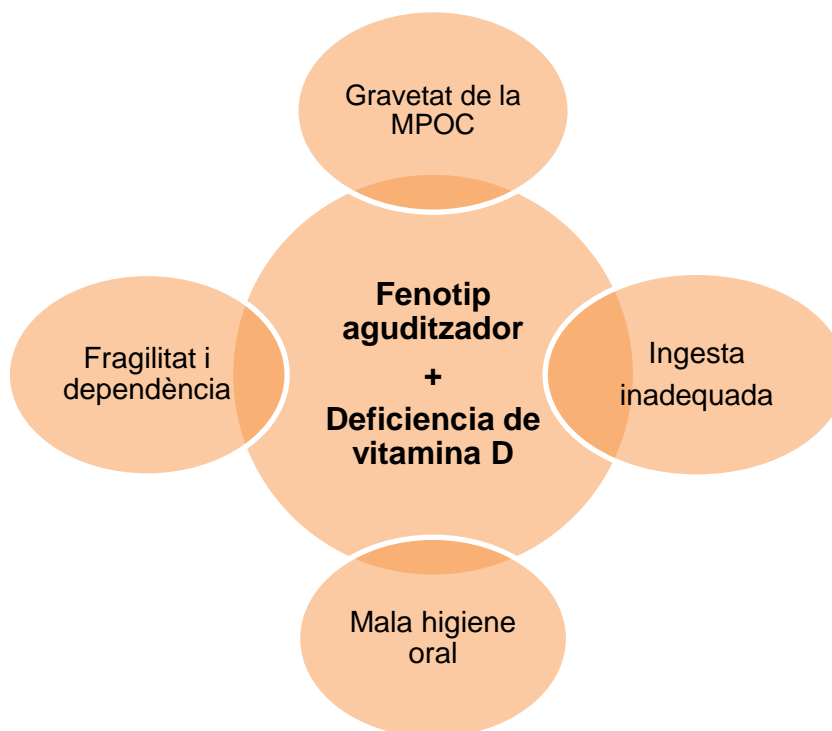 Gravetat de la
MPOC
Fenotip
aguditzador
+
Deficiencia de
vitamina D
Fragilitat i
dependència
Ingesta
inadequada
Mala higiene
oral